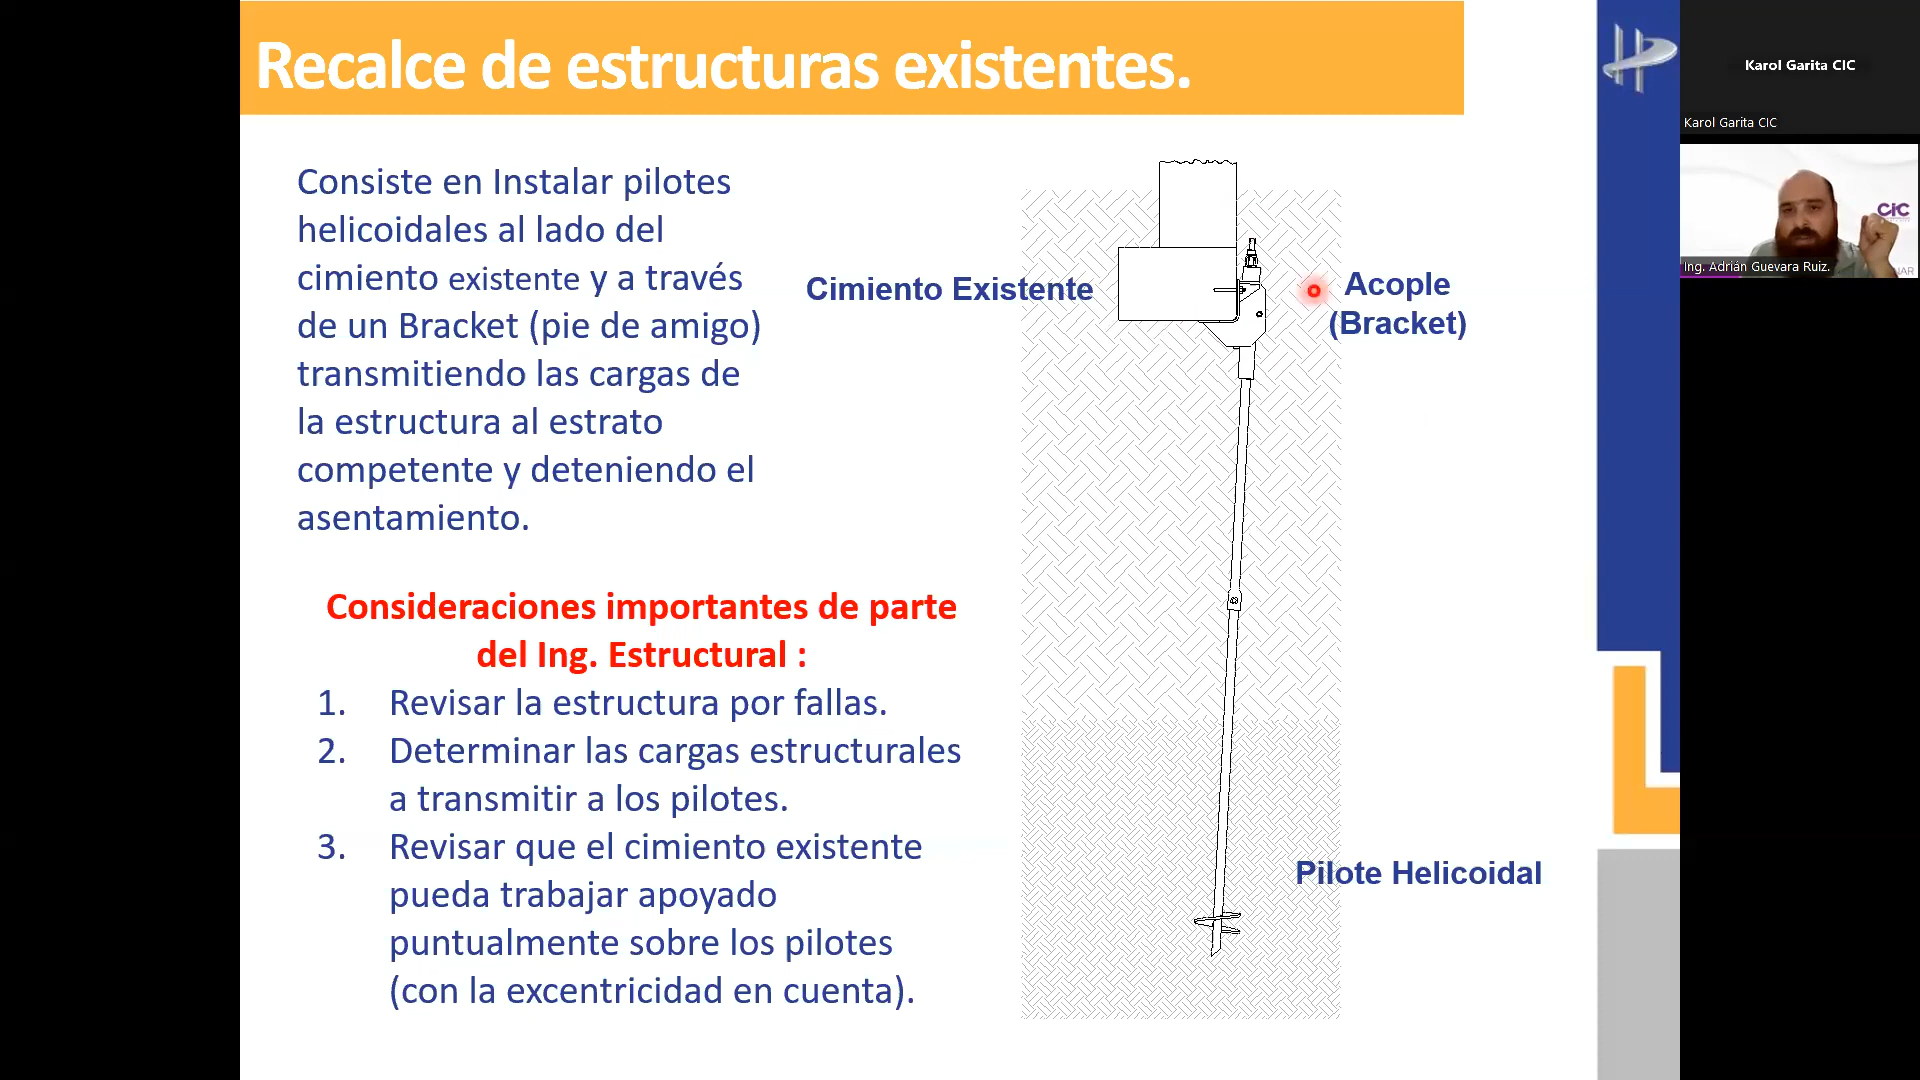 Recalce de estructuras existentes.
Consiste en Instalar pilotes
helicoidales al lado del
cimiento existente y a través
de un Bracket (pie de amigo)
transmitiendo las cargas de
la estructura al estrato
competente y deteniendo el
asentamiento.
Consideraciones importantes de parte
del Ing. Estructural :
1. Revisar la estructura por fallas.
2. Determinar las cargas estructurales
a transmitir a los pilotes.
3. Revisar que el cimiento existente
pueda trabajar apoyado
puntualmente sobre los pilotes
(con la excentricidad en cuenta).
Cimiento Existente
Acople
(Bracket)
Pilote Helicoidal
HP
Karol Garita CIC
Karol Garita CIC
CIC
Ing. Adrián Guevara Ruiz.